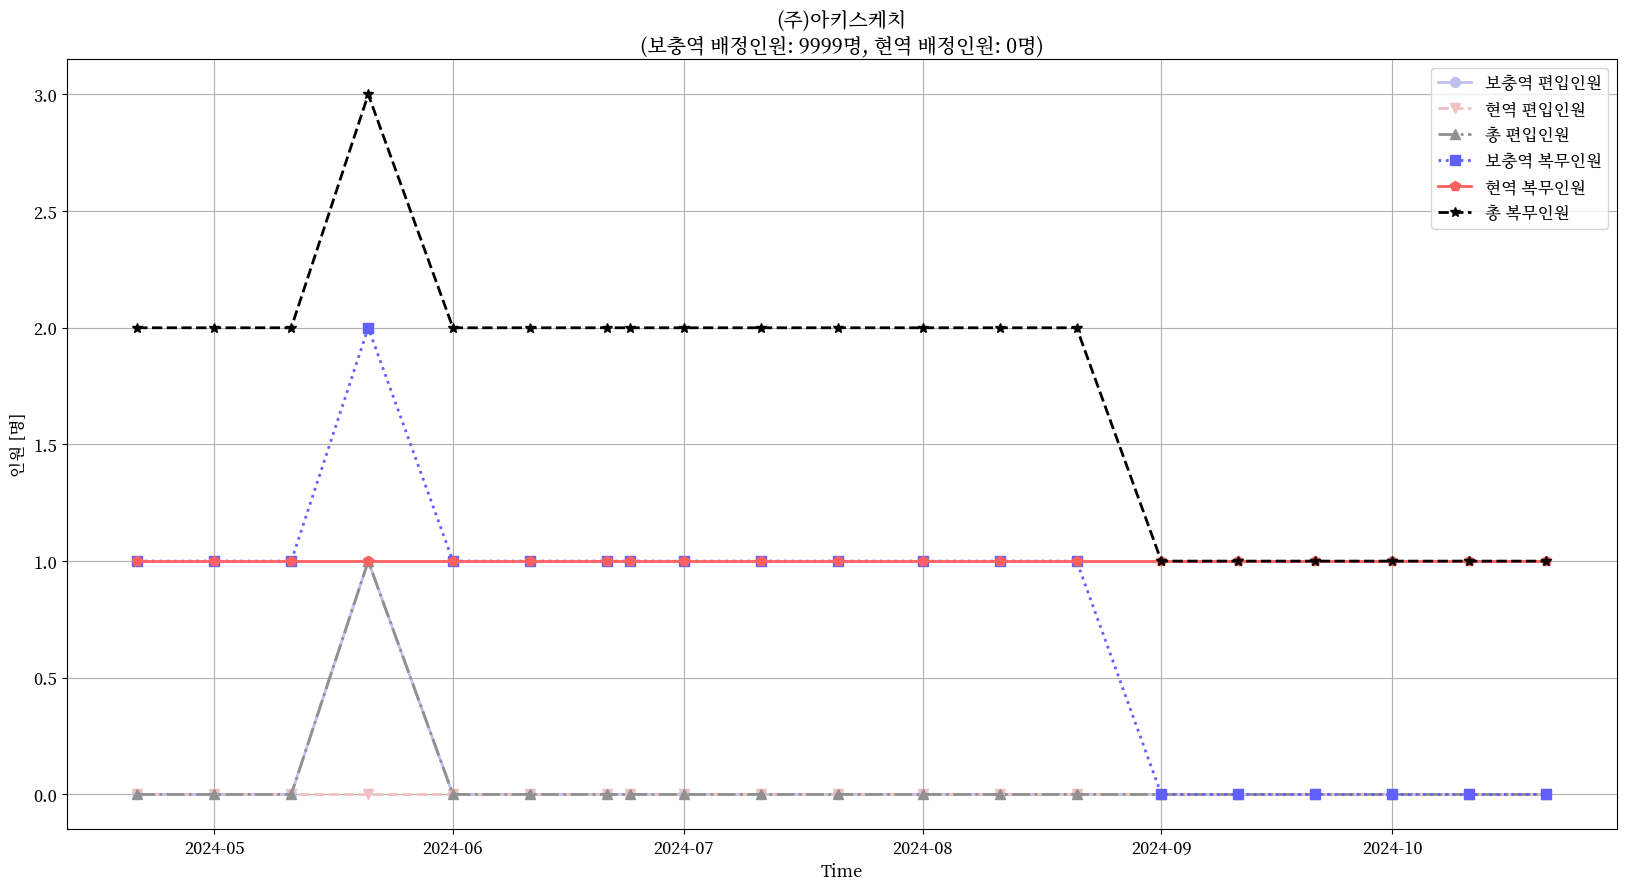 (주)아키스케치
(보충역 배정인원: 9999명, 현역 배정인원: 0명)
3.0
2.5
2.0
1.5
1.0
0.5
0.0
인원 [명]
보충역 편입인원
현역 편입인원
총 편입인원
보충역 복무인원
현역 복무인원
총 복무인원
2024-05
2024-06
2024-07
2024-08
2024-09
2024-10
Time